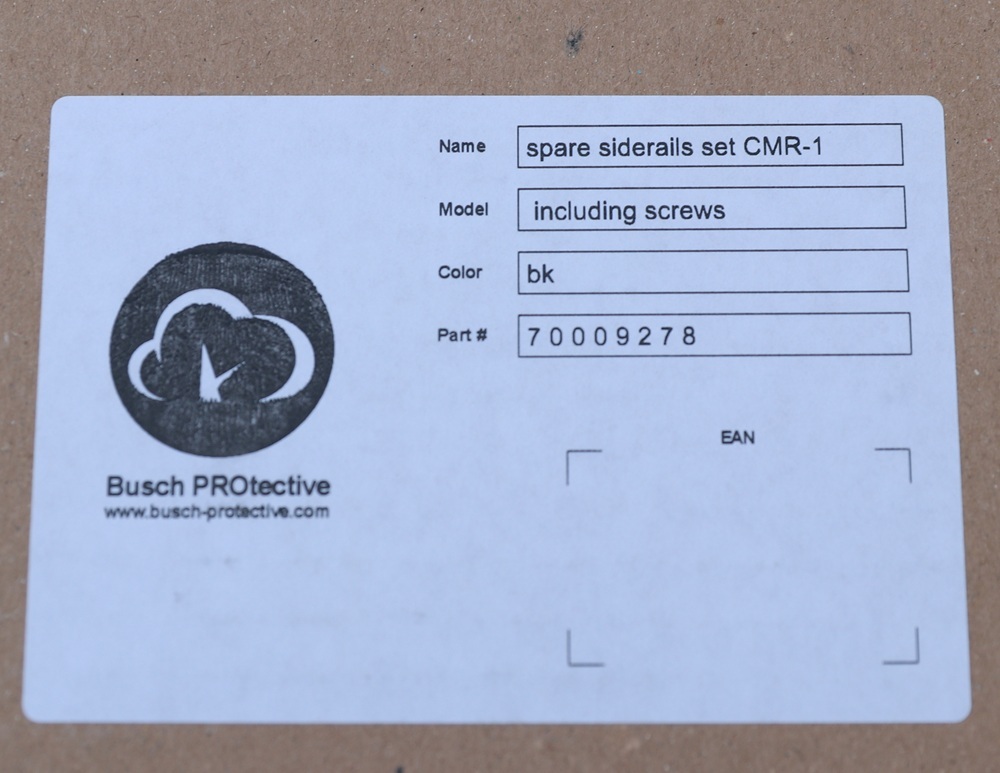 Name spare siderails set CMR-1
Model including screws
Color bk
Part # 70009278
EAN
Busch PROtective
www.busch-protective.com